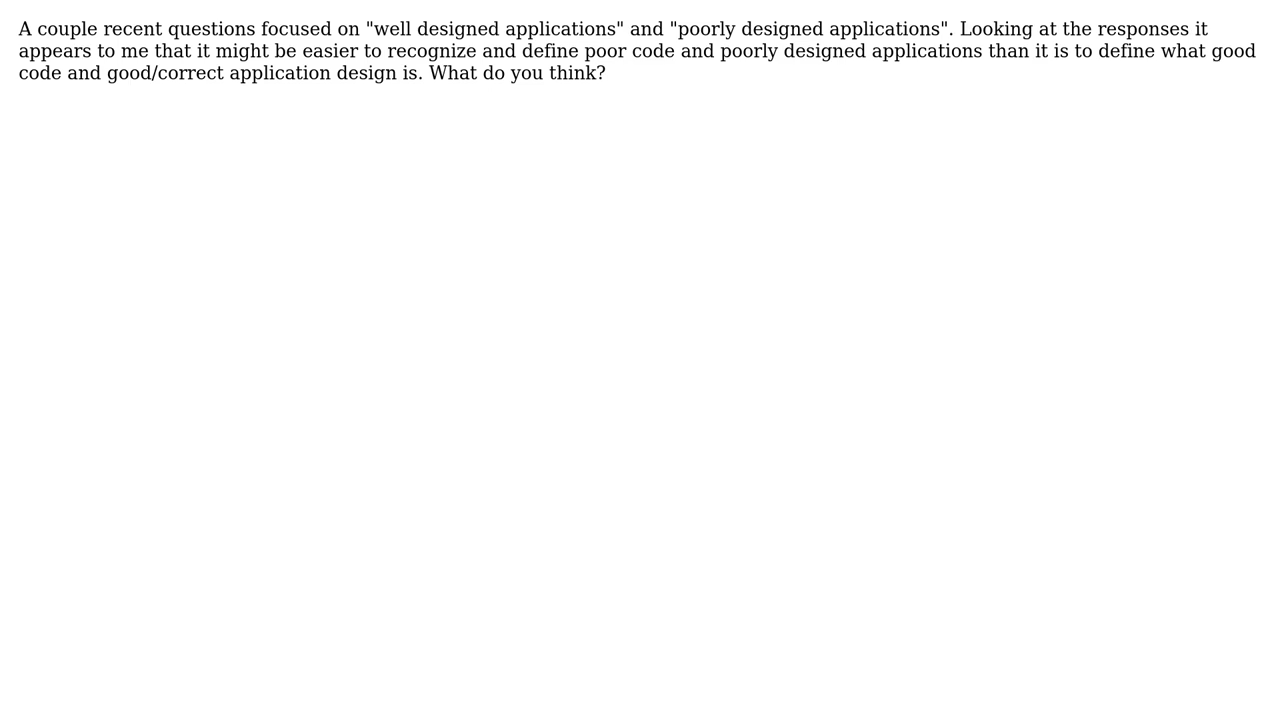 A couple recent questions focused on "well designed applications" and "poorly designed applications". Looking at the responses it
appears to me that it might be easier to recognize and define poor code and poorly designed applications than it is to define what good
code and good/correct application design is. What do you think?